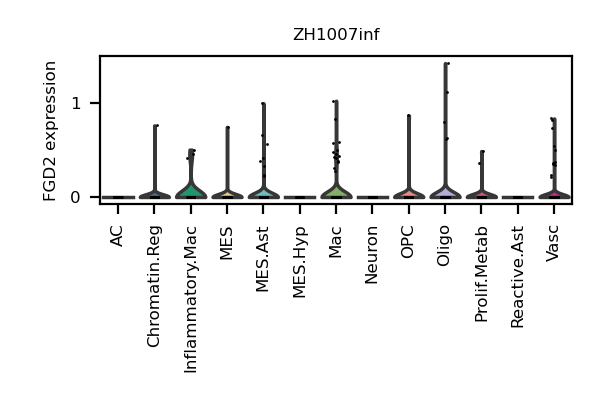 ZH1007inf
FGD2 expression
1
0
AC
Chromatin.Reg
Inflammatory.Mac
MES
MES.Ast
MES.Hyp
Mac
Neuron
OPC
Oligo
Prolif.Metab
Reactive.Ast
Vasc